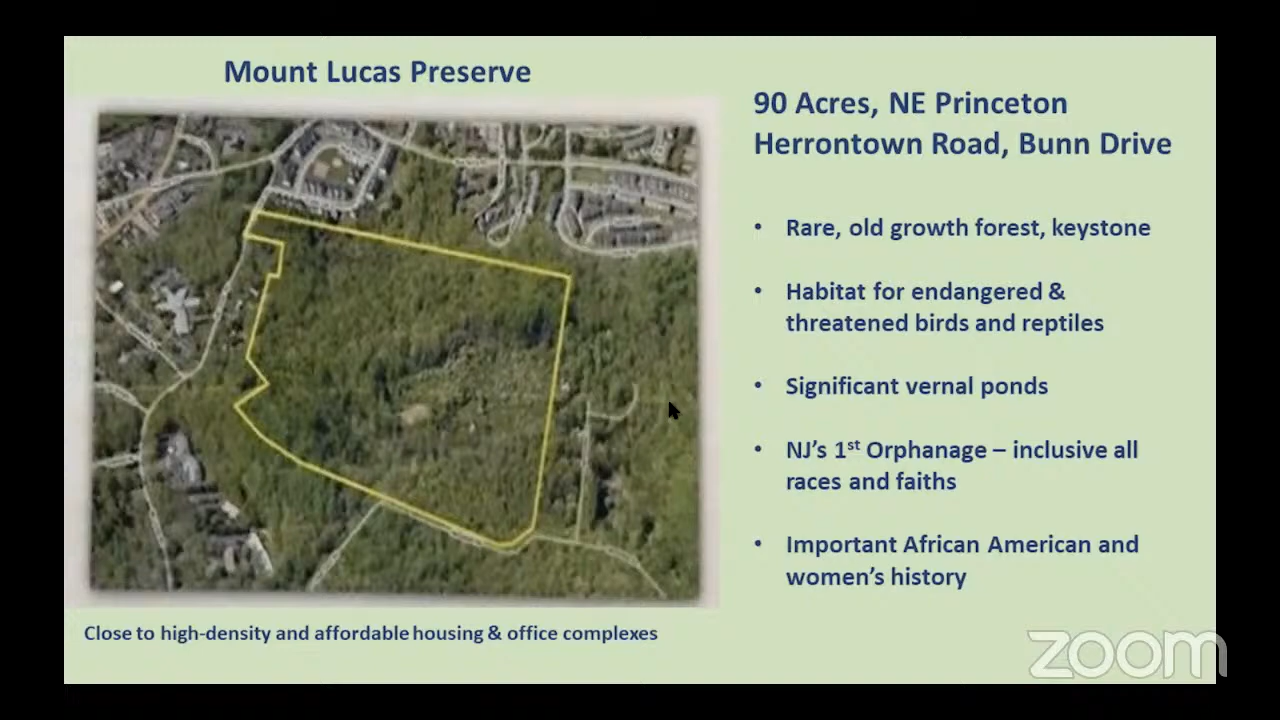 Mount Lucas Preserve
90 Acres, NE Princeton
Herrontown Road, Bunn Drive
• Rare, old growth forest, keystone
• Habitat for endangered &
threatened birds and reptiles
• Significant vernal ponds
• NJ's 1st Orphanage – inclusive all
races and faiths
• Important African American and
women's history
Close to high-density and affordable housing & office complexes
zoom